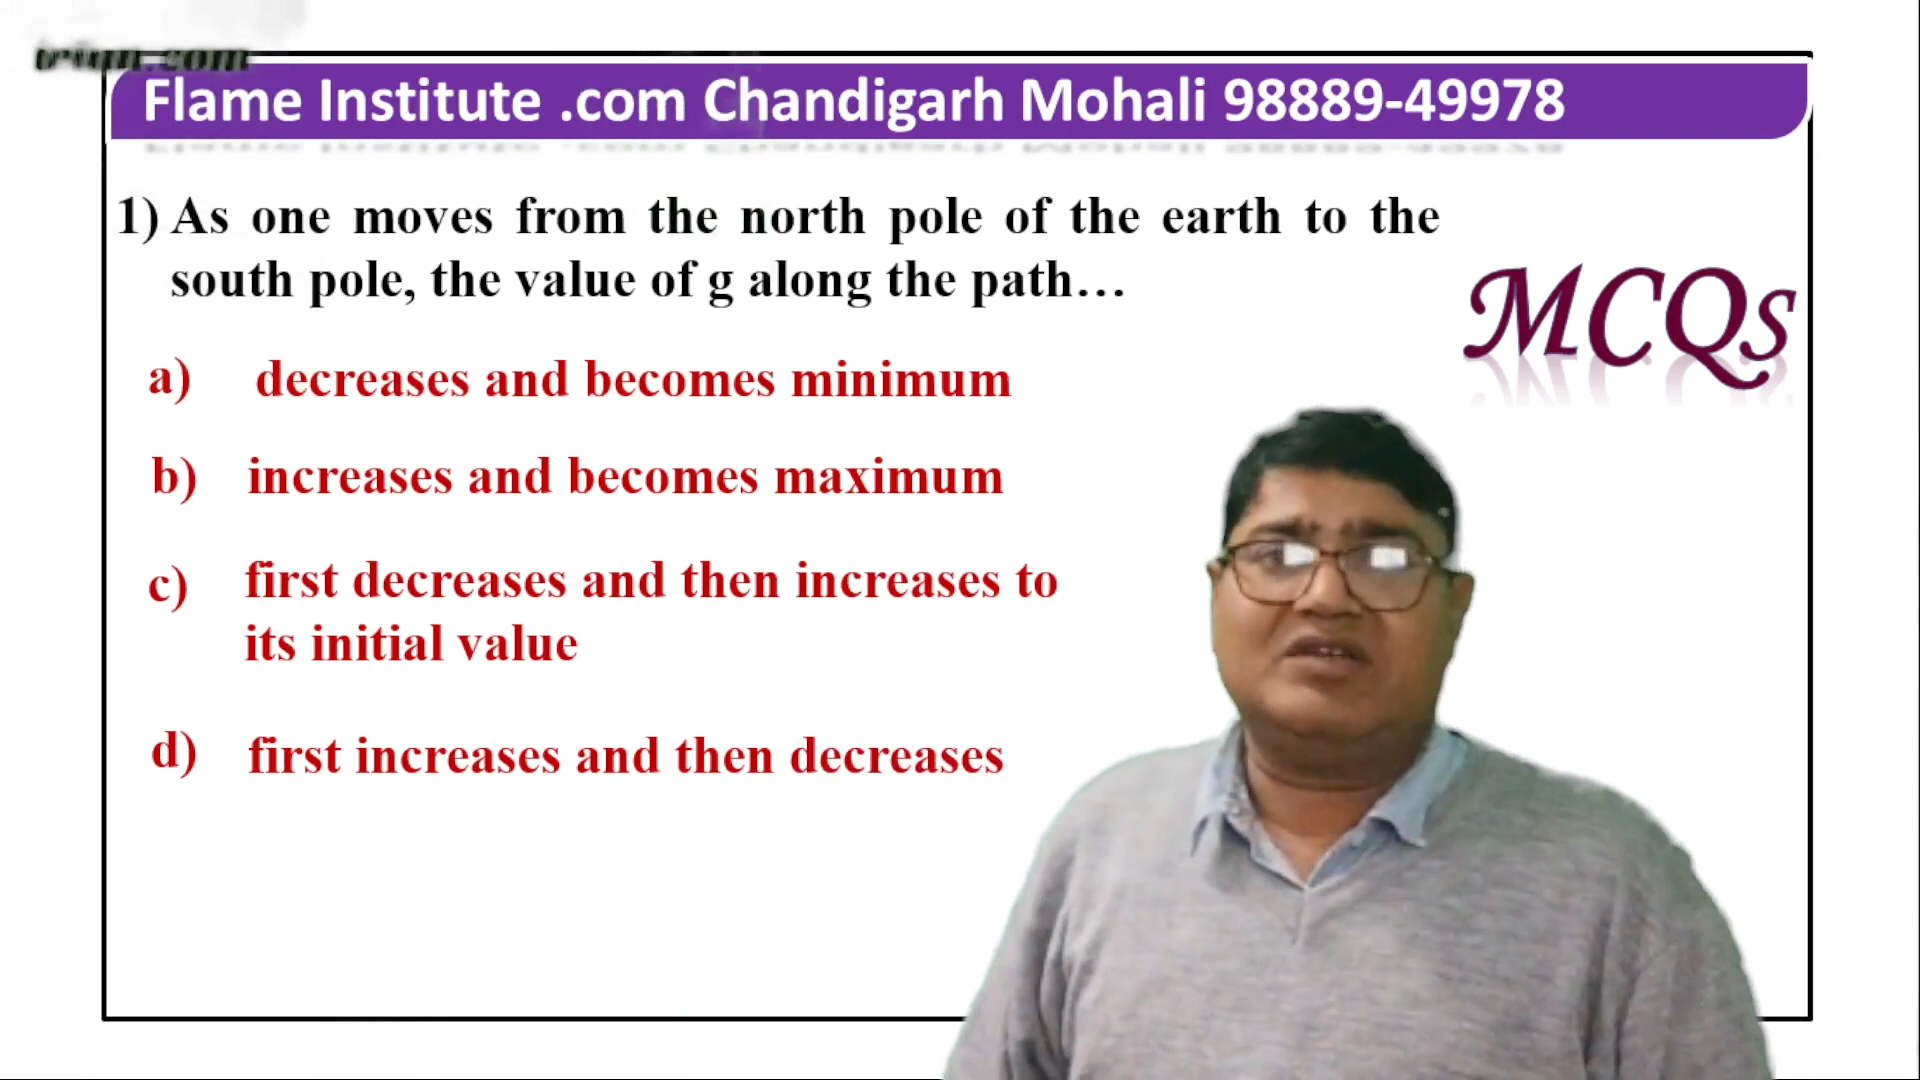 Flame Institute .com Chandigarh Mohali 98889-49978
1) As one moves from the north pole of the earth to the
south pole, the value of g along the path…
MCQs
a) decreases and becomes minimum
b) increases and becomes maximum
c) first decreases and then increases to
its initial value
d) first increases and then decreases